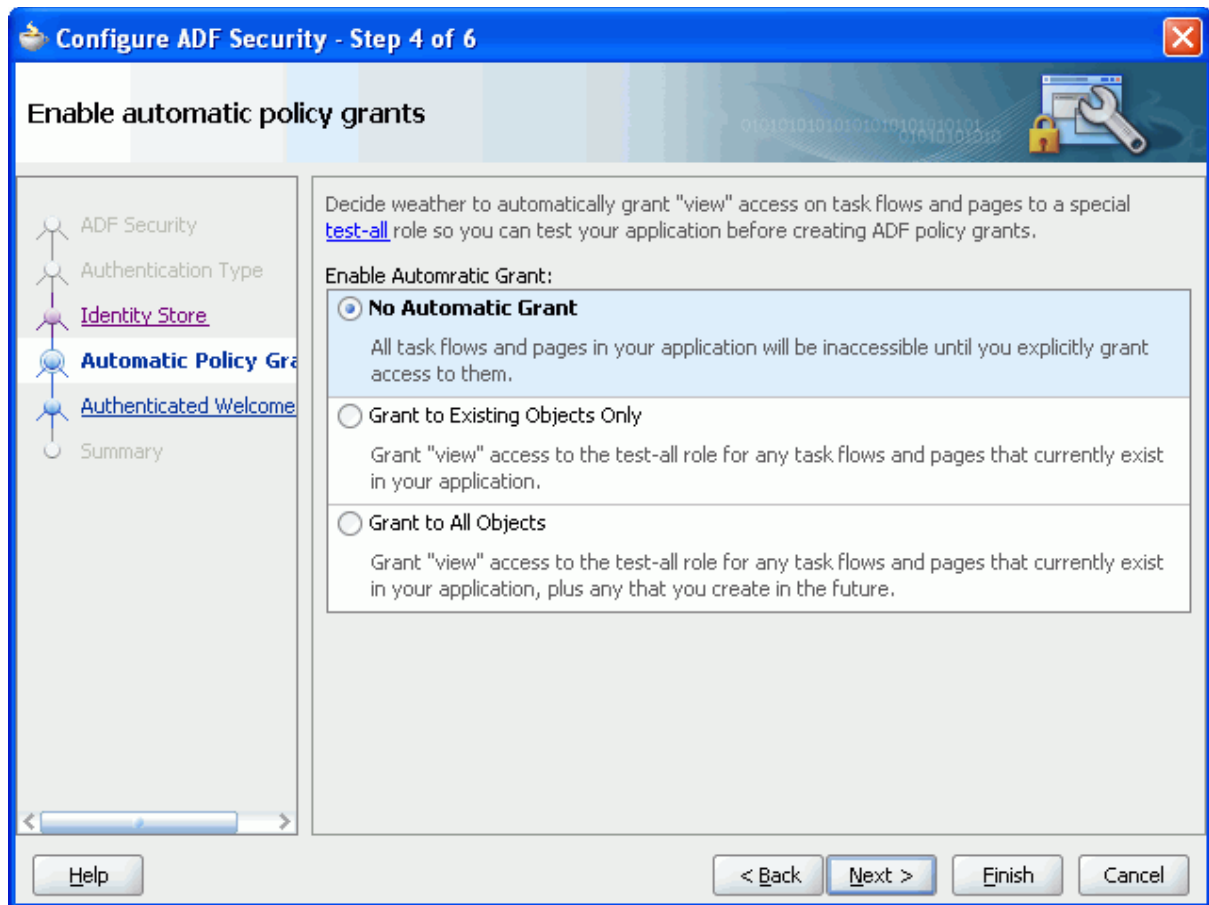 Configure ADF Security - Step 4 of 6
Enable automatic policy grants
ADF Security
Authentication Type
Identity Store
Automatic Policy Gra
Authenticated Welcome
Summary
Decide weather to automatically grant "view" access on task flows and pages to a special
test-all role so you can test your application before creating ADF policy grants.
Enable Automratic Grant:
No Automatic Grant
All task flows and pages in your application will be inaccessible until you explicitly grant
access to them.
Grant to Existing Objects Only
Grant "view" access to the test-all role for any task flows and pages that currently exist
in your application.
Grant to All Objects
Grant "view" access to the test-all role for any task flows and pages that currently exist
in your application, plus any that you create in the future.
Help
< Back
Next >
Finish
Cancel